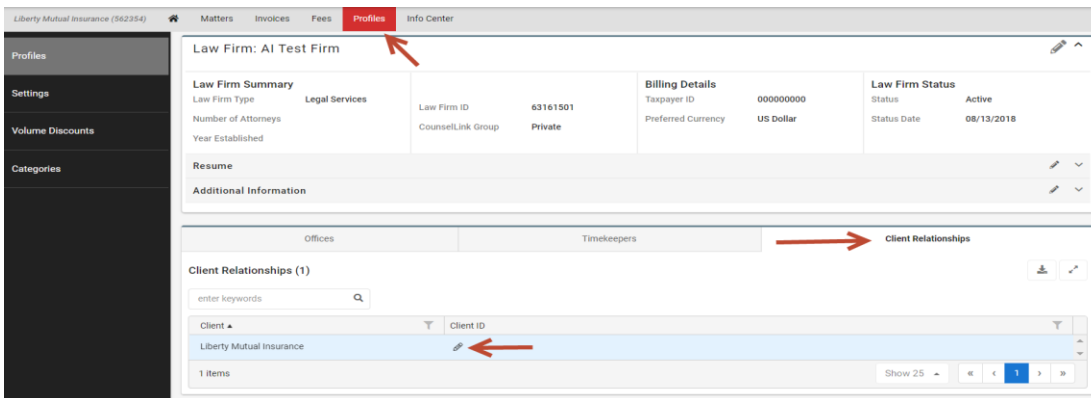 Liberty Mutual Insurance (562354) Matters Invoices Fees Profiles Info Center
Profiles
Settings
Volume Discounts
Categories
Law Firm: AI Test Firm
Law Firm Summary
Law Firm Type Legal Services
Number of Attorneys
Year Established
Law Firm ID 63161501
CounselLink Group Private
Billing Details
Taxpayer ID 000000000
Preferred Currency US Dollar
Law Firm Status
Status Active
Status Date 08/13/2018
Resume
Additional Information
Offices Timekeepers Client Relationships
Client Relationships (1)
enter keywords
Client Client ID
Liberty Mutual Insurance
1 items Show 25 « ‹ 1 › »